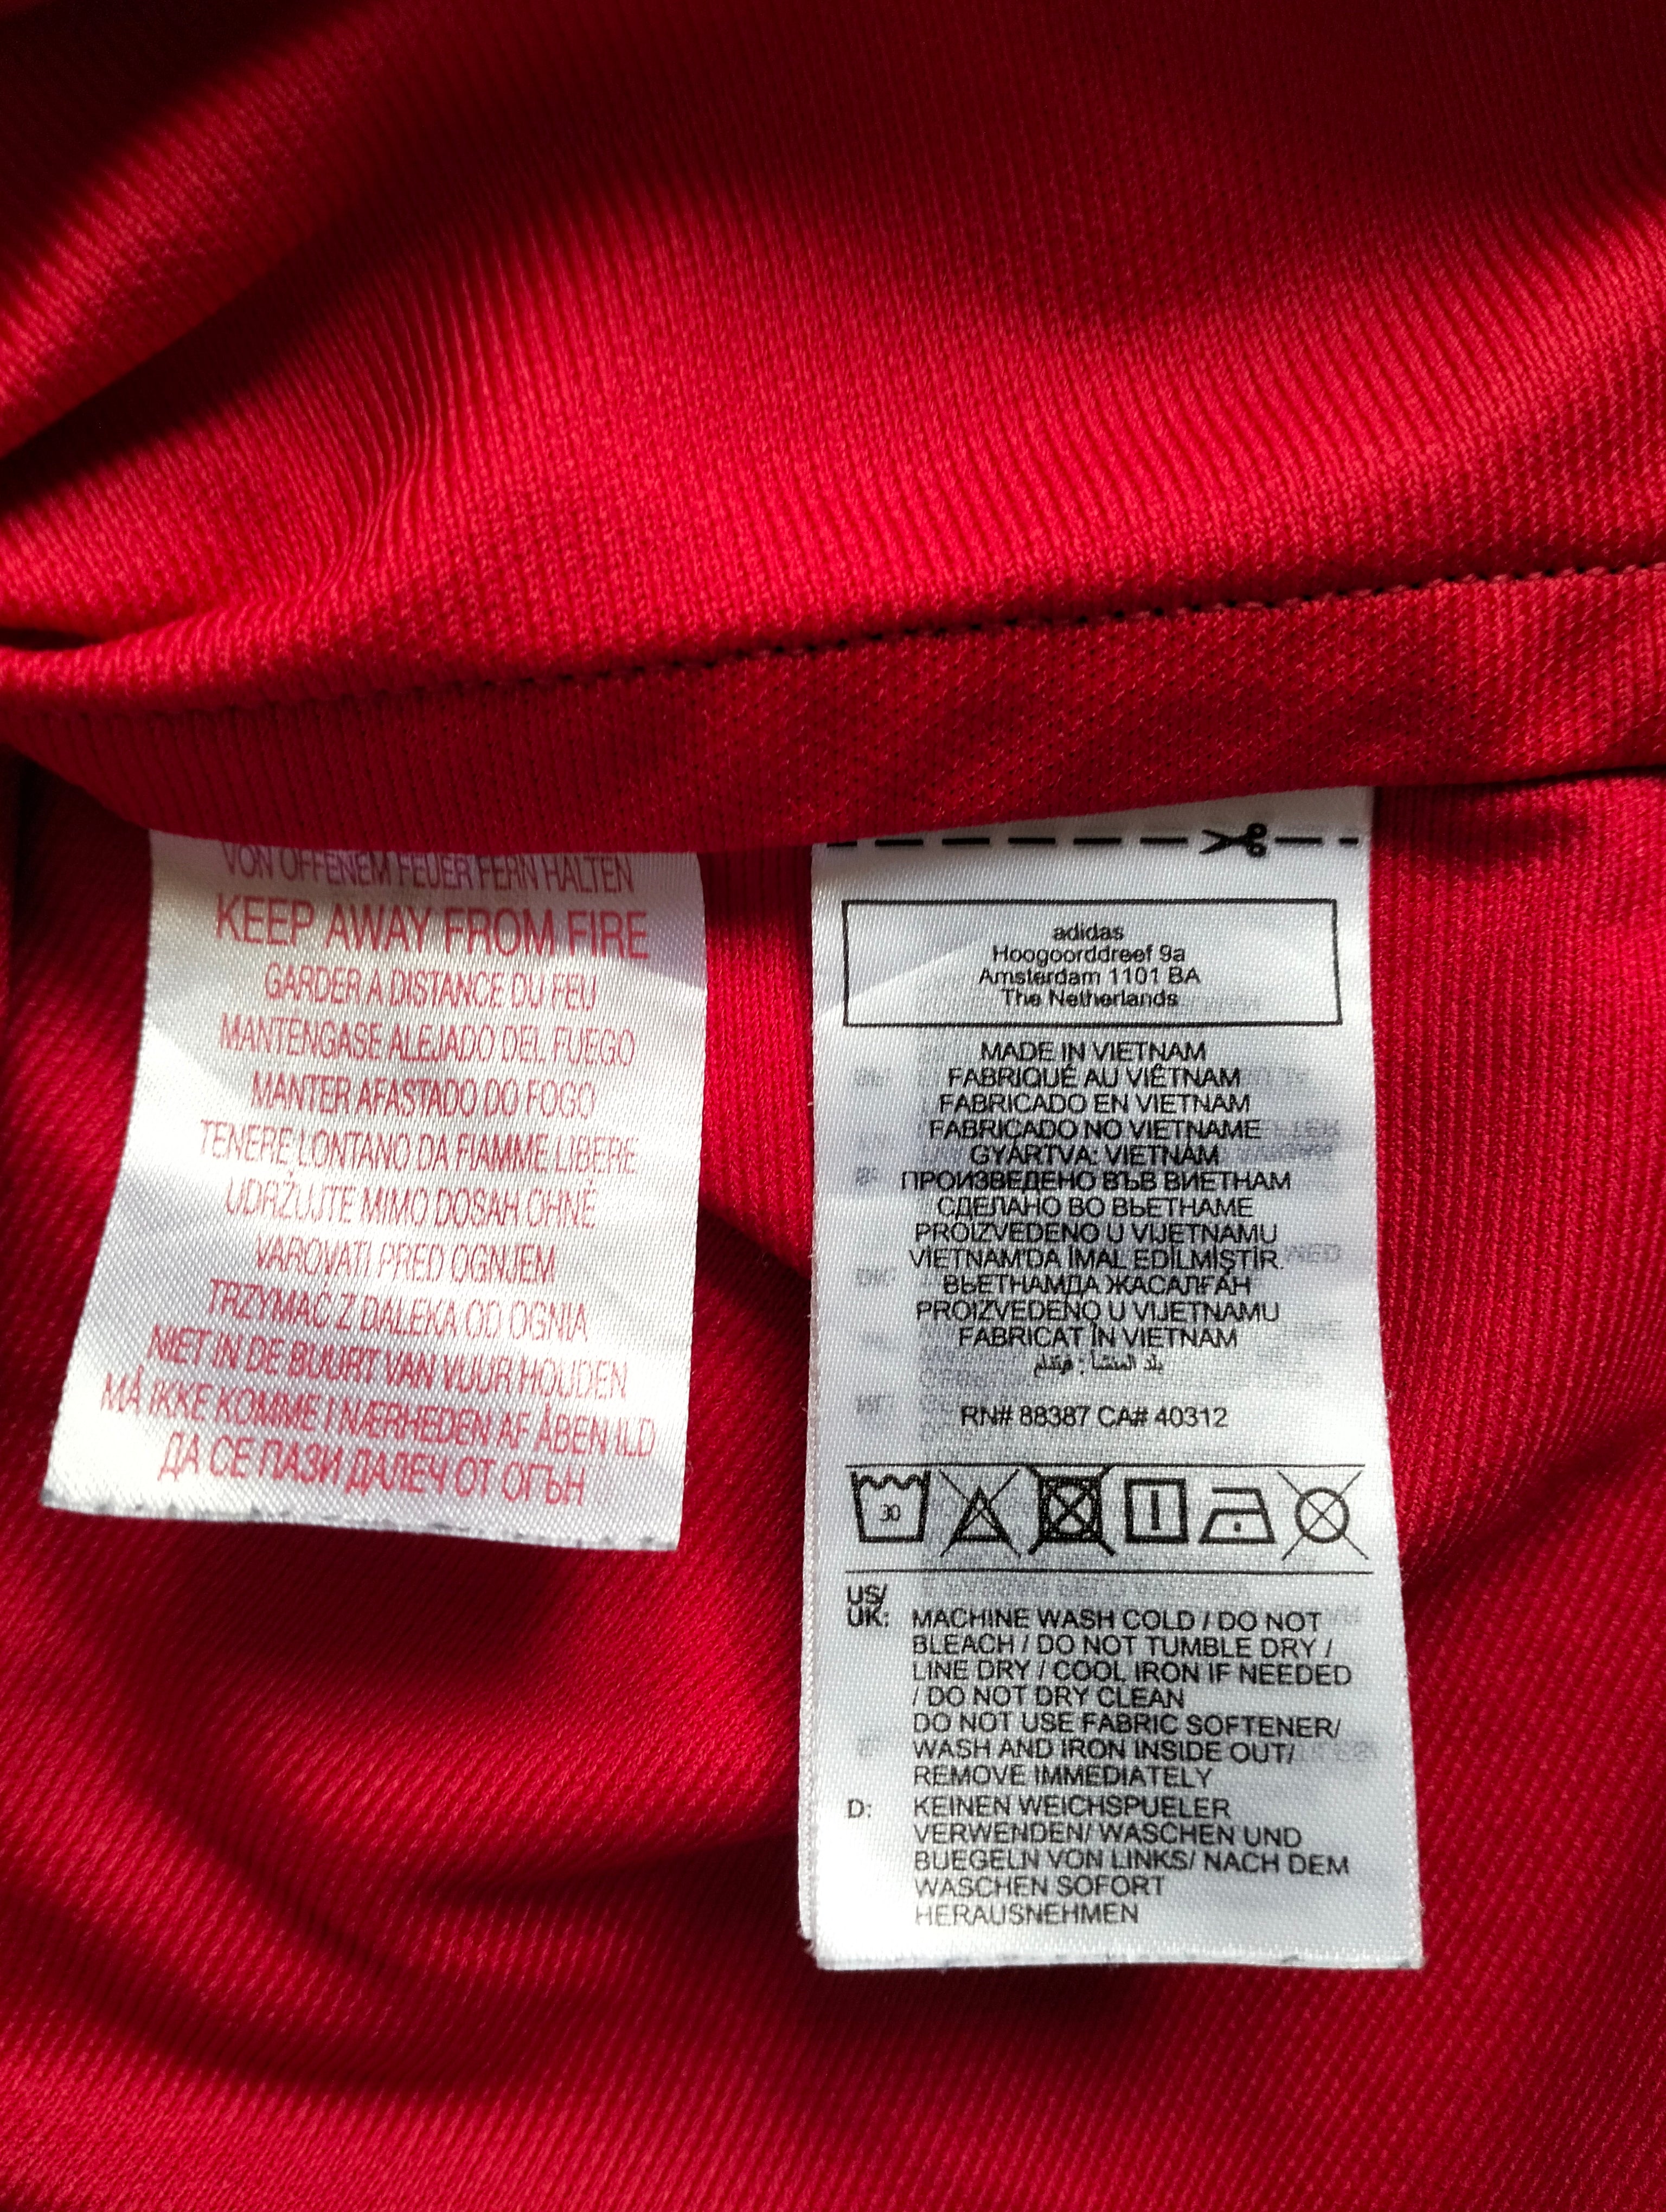 VON OFFENEM FEUER FERN HALTEN
KEEP AWAY FROM FIRE
GARDER A DISTANCE DU FEU
MANTENGASE ALEJADO DEL FUEGO
MANTER AFASTADO DO FOGO
TENERE LONTANO DA FIAMME LIBERE
UDRŽUJTE MIMO DOSAH OHNĚ
VAROVATI PRED OGNJEM
TRZYMAĆ Z DALEKA OD OGNIA
NIET IN DE BUURT VAN VUUR HOUDEN
MÅ IKKE KOMME I NÆRHEDEN AF ÅBEN ILD
ДА СЕ ПАЗИ ДАЛЕЧ ОТ ОГЪН
adidas
Hoogoorddreef 9a
Amsterdam 1101 BA
The Netherlands
MADE IN VIETNAM
FABRIQUÉ AU VIÊTNAM
FABRICADO EN VIETNAM
FABRICADO NO VIETNAME
GYÁRTVA: VIETNAM
ПРОИЗВЕДЕНО ВЪВ ВИЕТНАМ
СДЕЛАНО ВО ВЬЕТНАМЕ
PROIZVEDENO U VIJETNAMU
VİETNAM'DA İMAL EDİLMİŞTİR.
ВЬЕТНАМДА ЖАСАЛҒАН
PROIZVEDENO U VIJETNAMU
FABRICAT ÎN VIETNAM
بلد المنشأ : فيتنام
RN# 88387 CA# 40312
30
US/
UK: MACHINE WASH COLD / DO NOT
BLEACH / DO NOT TUMBLE DRY /
LINE DRY / COOL IRON IF NEEDED
/ DO NOT DRY CLEAN
DO NOT USE FABRIC SOFTENER/
WASH AND IRON INSIDE OUT/
REMOVE IMMEDIATELY
D: KEINEN WEICHSPUELER
VERWENDEN/ WASCHEN UND
BUEGELN VON LINKS/ NACH DEM
WASCHEN SOFORT
HERAUSNEHMEN